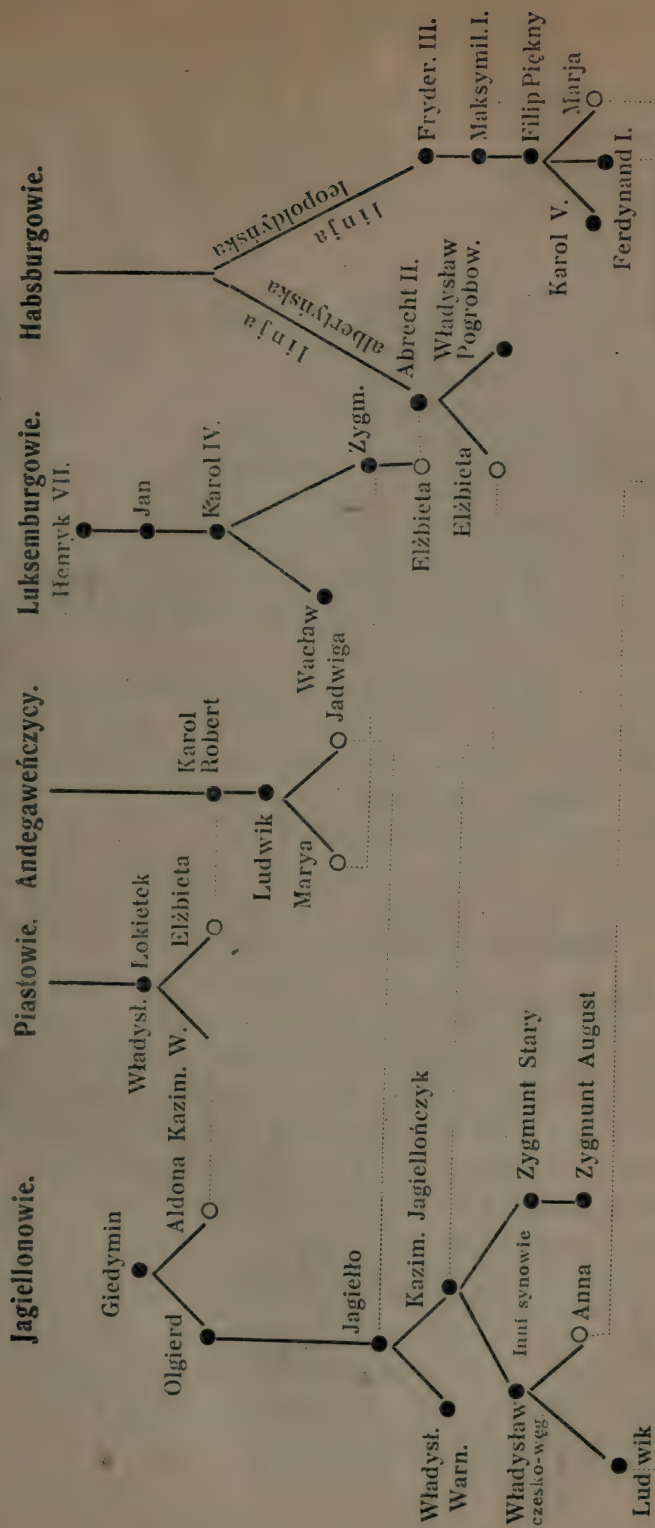 Jagiellonowie.
Piastowie.
Andegaweńczycy.
Luksemburgowie.
Habsburgowie.
Giedymin
Olgierd
Aldona
Jagiełło
Władysł.
Warn.
Kazim. Jagiellończyk
Władysław
czesko-węg.
Inni synowie
Zygmunt Stary
Zygmunt August
Anna
Ludwik
Władysł. Łokietek
Kazim. W.
Elżbieta
Karol
Robert
Ludwik
Marya
Jadwiga
Henryk VII.
Jan
Karol IV.
Wacław
Zygm.
Elżbieta
Elżbieta
linja
albertyńska
linja
leopoldyńska
Abrecht II.
Władysław
Pogrobow.
Fryder. III.
Maksymil. I.
Filip Piękny
Karol V.
Marja
Ferdynand I.